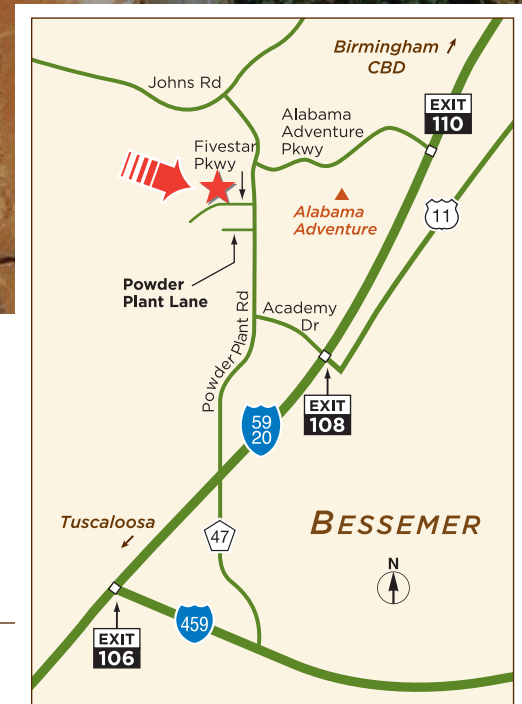 Birmingham
CBD
Johns Rd
EXIT
110
Alabama
Adventure
Pkwy
Fivestar
Pkwy
11
Alabama
Adventure
Powder
Plant Lane
Academy
Dr
Powder Plant Rd
EXIT
108
59
20
Tuscaloosa
BESSEMER
47
N
459
EXIT
106